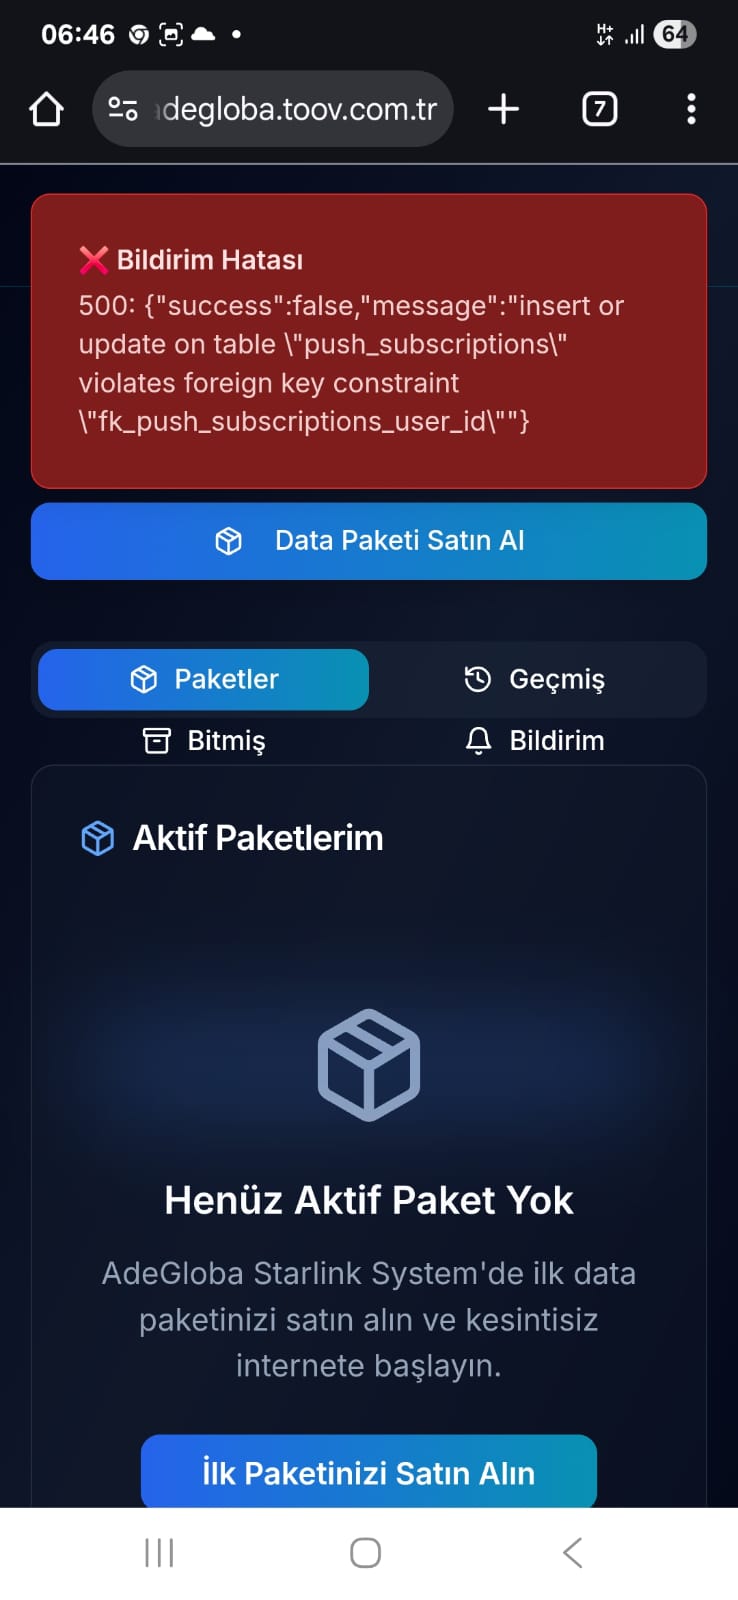 06:46
H+
64
degloba.toov.com.tr
7
❌ Bildirim Hatası
500: {"success":false,"message":"insert or
update on table \"push_subscriptions\"
violates foreign key constraint
\"fk_push_subscriptions_user_id\""}
Data Paketi Satın Al
Paketler
Geçmiş
Bitmiş
Bildirim
Aktif Paketlerim
Henüz Aktif Paket Yok
AdeGloba Starlink System'de ilk data
paketinizi satın alın ve kesintisiz
internete başlayın.
İlk Paketinizi Satın Alın